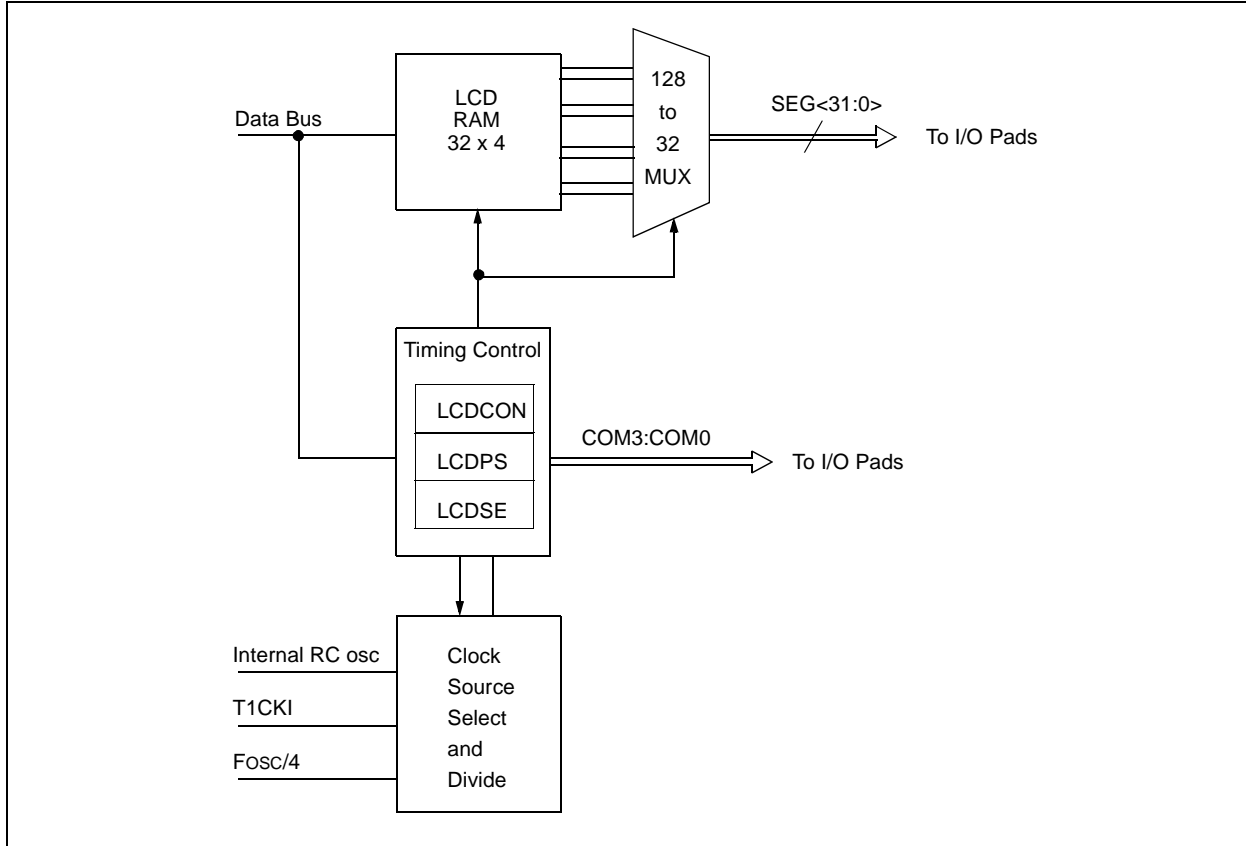 LCD
RAM
32 x 4
128
to
32
MUX
Data Bus
SEG<31:0>
To I/O Pads
Timing Control
LCDCON
LCDPS
LCDSE
COM3:COM0
To I/O Pads
Internal RC osc
T1CKI
FOSC/4
Clock
Source
Select
and
Divide